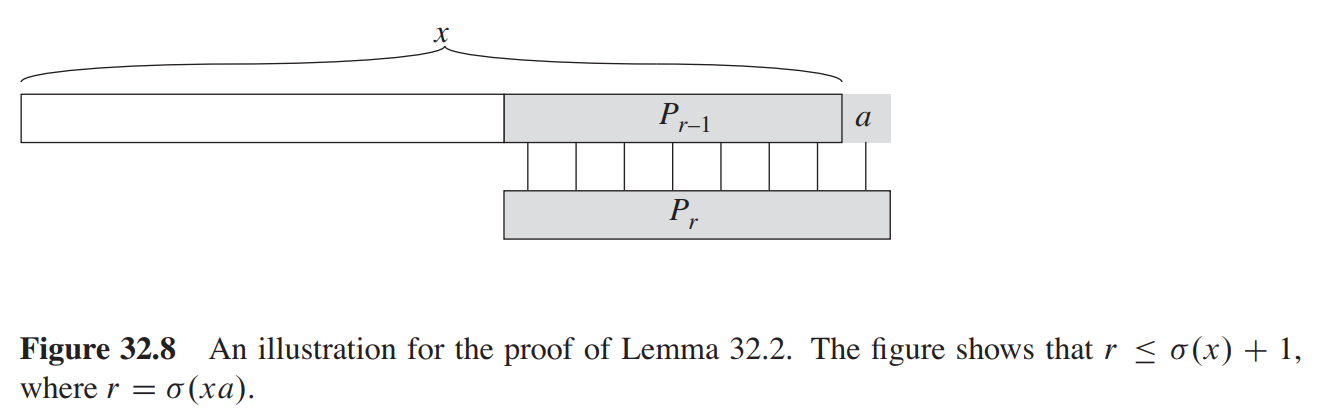 x
P_{r–1} a
P_r
Figure 32.8 An illustration for the proof of Lemma 32.2. The figure shows that r ≤ σ(x) + 1,
where r = σ(xa).